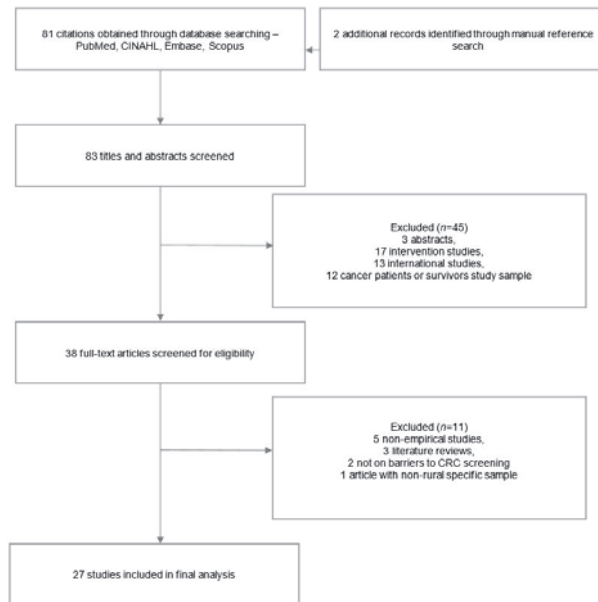 81 citations obtained through database searching –
PubMed, CINAHL, Embase, Scopus
2 additional records identified through manual reference
search
83 titles and abstracts screened
Excluded (n=45)
3 abstracts,
17 intervention studies,
13 international studies,
12 cancer patients or survivors study sample
38 full-text articles screened for eligibility
Excluded (n=11)
5 non-empirical studies,
3 literature reviews,
2 not on barriers to CRC screening
1 article with non-rural specific sample
27 studies included in final analysis